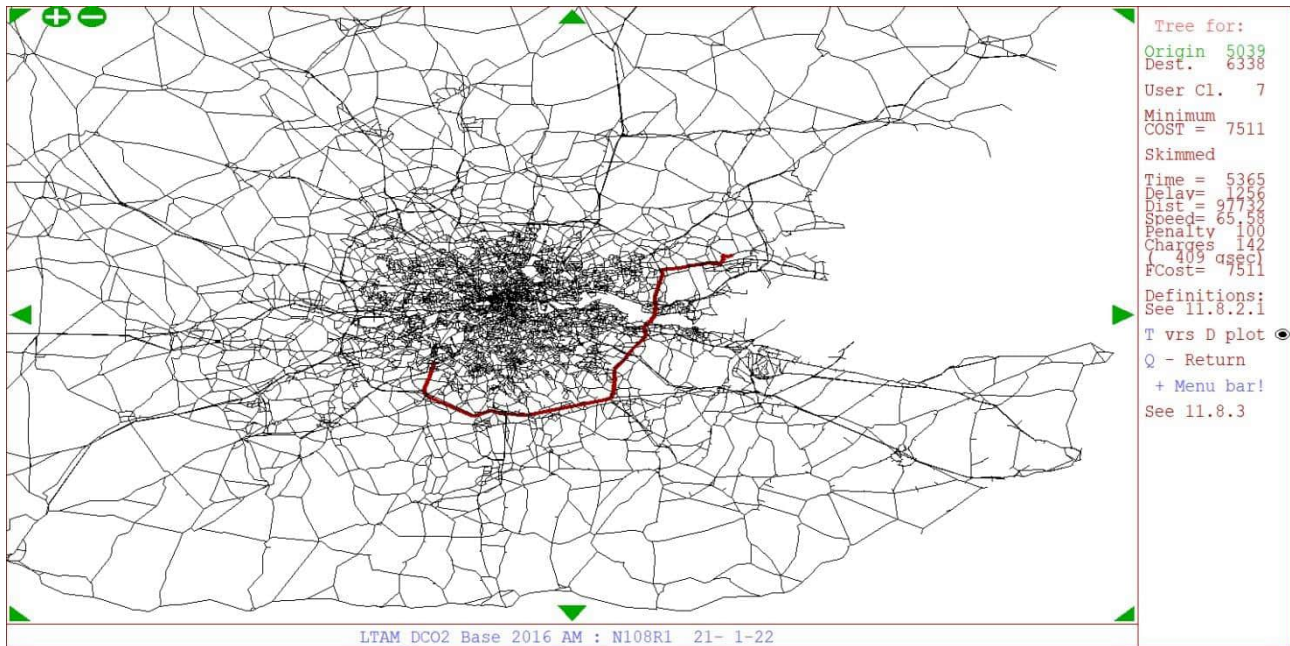 Tree for:
Origin 5039
Dest. 6338
User Cl. 7
Minimum
COST = 7511
Skimmed
Time = 5365
Delay= 1256
Dist = 97732
Speed= 65.58
Penalty 100
Charges 142
( 409 gsec)
FCost= 7511
Definitions:
See 11.8.2.1
T vrs D plot
Q - Return
+ Menu bar!
See 11.8.3
LTAM DCO2 Base 2016 AM : N108R1 21- 1-22